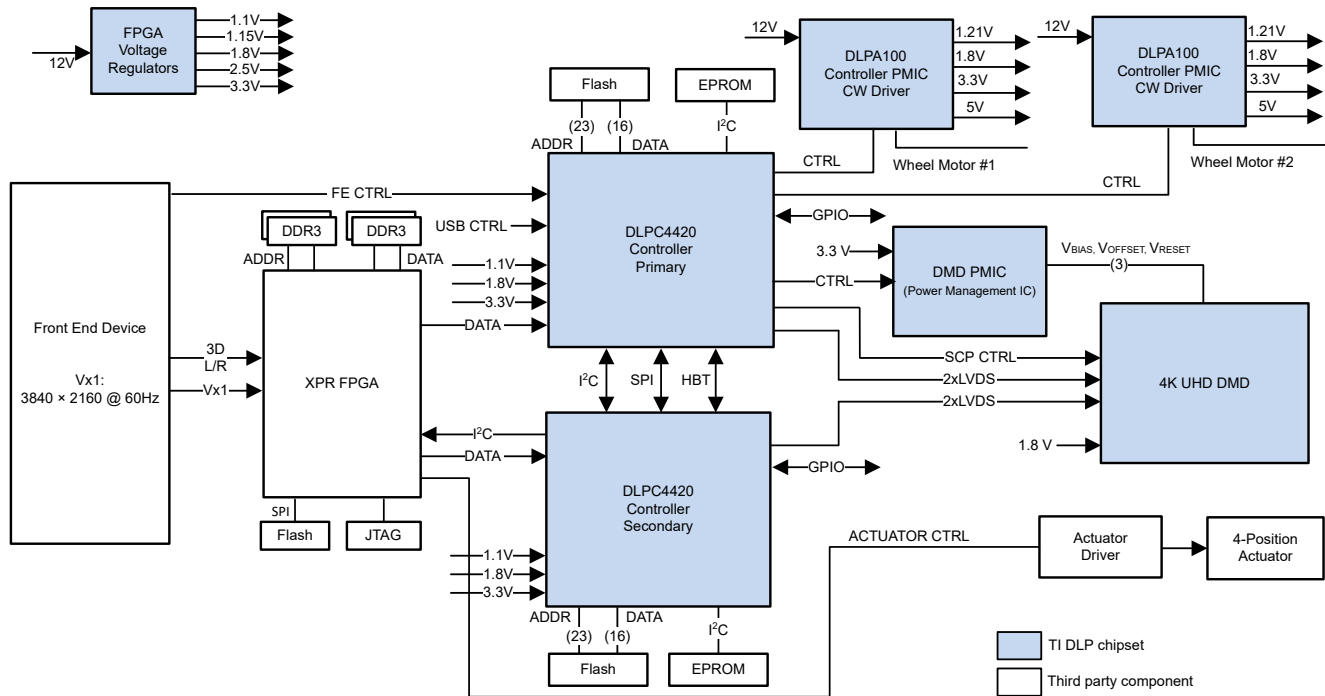 FPGA
Voltage
Regulators
12V
1.1V
1.15V
1.8V
2.5V
3.3V
12V
DLPA100
Controller PMIC
CW Driver
1.21V
1.8V
3.3V
5V
Wheel Motor #1
12V
DLPA100
Controller PMIC
CW Driver
1.21V
1.8V
3.3V
5V
Wheel Motor #2
Flash
(23)
(16)
ADDR
DATA
EPROM
I²C
CTRL
CTRL
Front End Device
Vx1:
3840 × 2160 @ 60Hz
FE CTRL
USB CTRL
1.1V
1.8V
3.3V
DATA
DLPC4420
Controller
Primary
GPIO
3.3 V
CTRL
DMD PMIC
(Power Management IC)
VBIAS, VOFFSET, VRESET
(3)
DDR3
DDR3
ADDR
DATA
XPR FPGA
3D
L/R
Vx1
I²C
SPI
HBT
SCP CTRL
2xLVDS
2xLVDS
4K UHD DMD
1.8 V
I²C
DATA
DLPC4420
Controller
Secondary
GPIO
SPI
Flash
JTAG
1.1V
1.8V
3.3V
ADDR
DATA
(23)
(16)
Flash
I²C
EPROM
ACTUATOR CTRL
Actuator
Driver
4-Position
Actuator
TI DLP chipset
Third party component